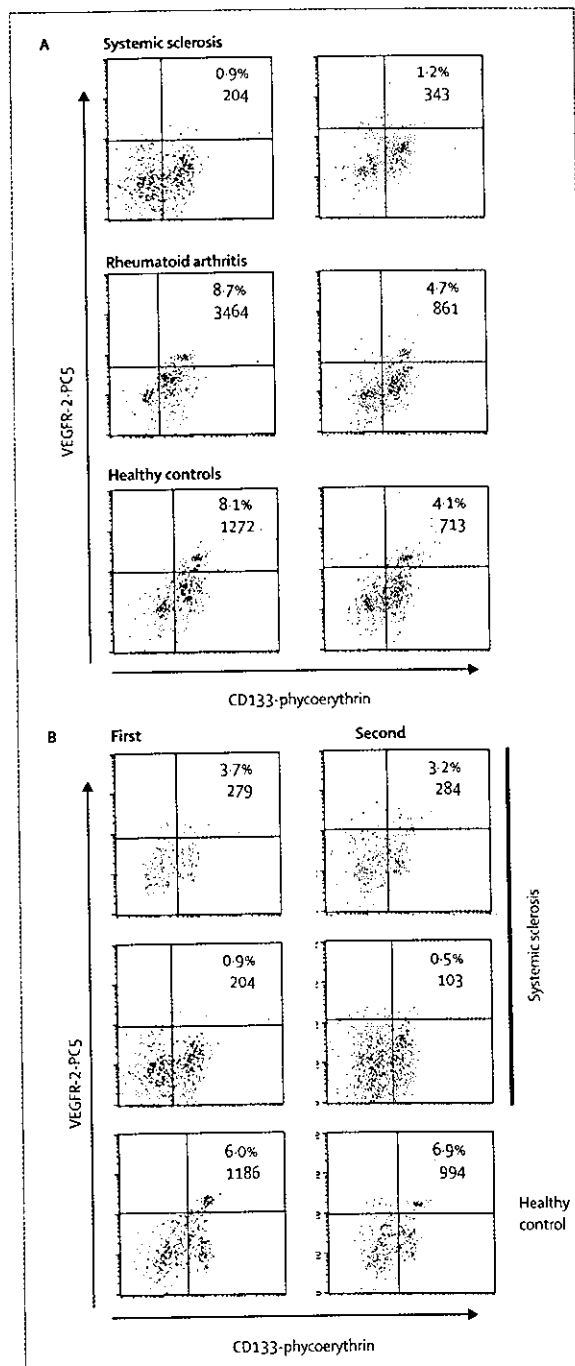 A
Systemic sclerosis
0·9%
204
1·2%
343
Rheumatoid arthritis
8·7%
3464
4·7%
861
Healthy controls
8·1%
1272
4·1%
713
VEGFR-2-PC5
CD133-phycoerythrin
B
First
Second
3·7%
279
3·2%
284
0·9%
204
0·5%
103
Systemic sclerosis
6·0%
1186
6·9%
994
Healthy
control
VEGFR-2-PC5
CD133-phycoerythrin